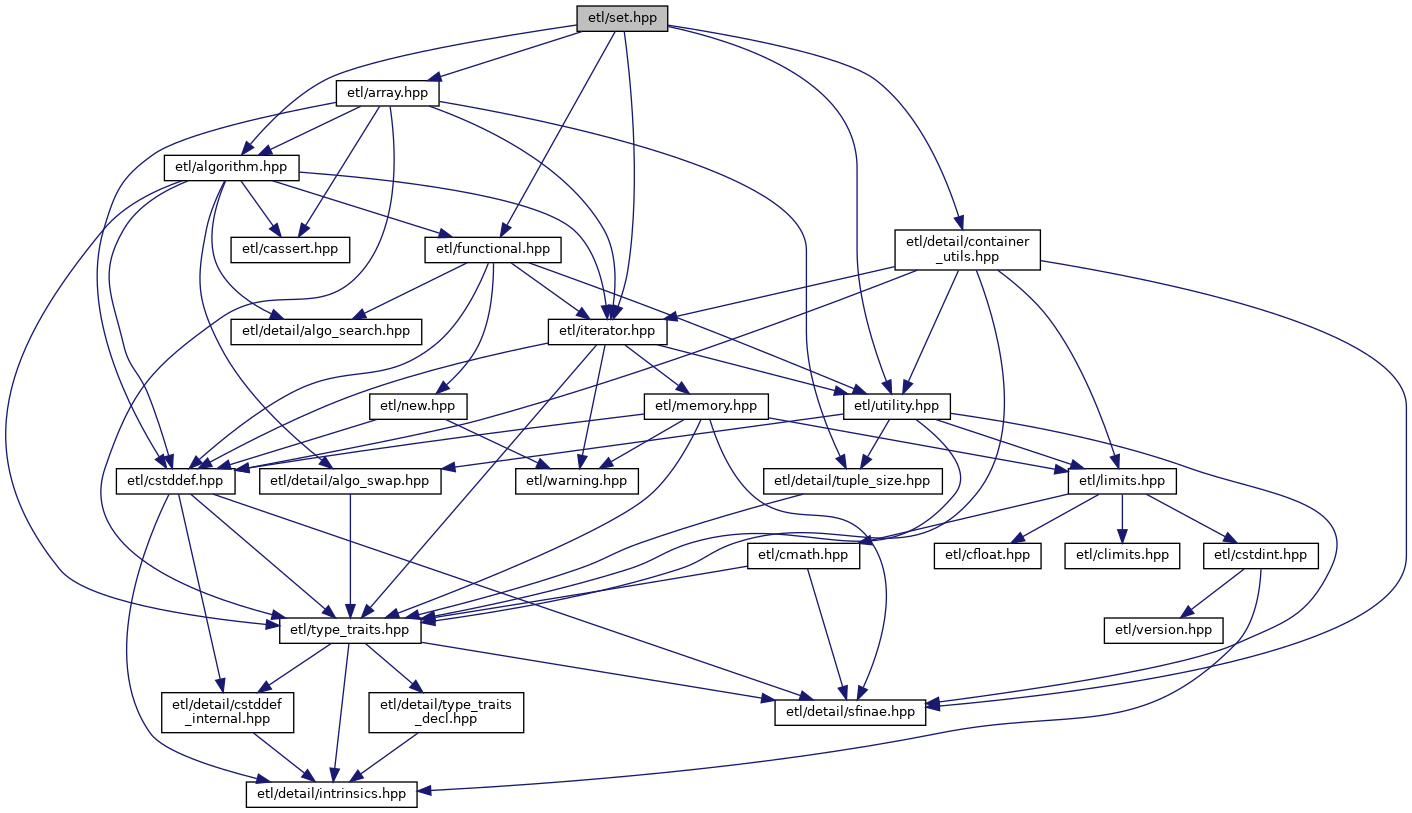 etl/set.hpp
etl/array.hpp
etl/algorithm.hpp
etl/cassert.hpp
etl/functional.hpp
etl/detail/container
_utils.hpp
etl/detail/algo_search.hpp
etl/iterator.hpp
etl/new.hpp
etl/memory.hpp
etl/utility.hpp
etl/cstddef.hpp
etl/detail/algo_swap.hpp
etl/warning.hpp
etl/detail/tuple_size.hpp
etl/limits.hpp
etl/cmath.hpp
etl/cfloat.hpp
etl/climits.hpp
etl/cstdint.hpp
etl/type_traits.hpp
etl/version.hpp
etl/detail/cstddef
_internal.hpp
etl/detail/type_traits
_decl.hpp
etl/detail/sfinae.hpp
etl/detail/intrinsics.hpp